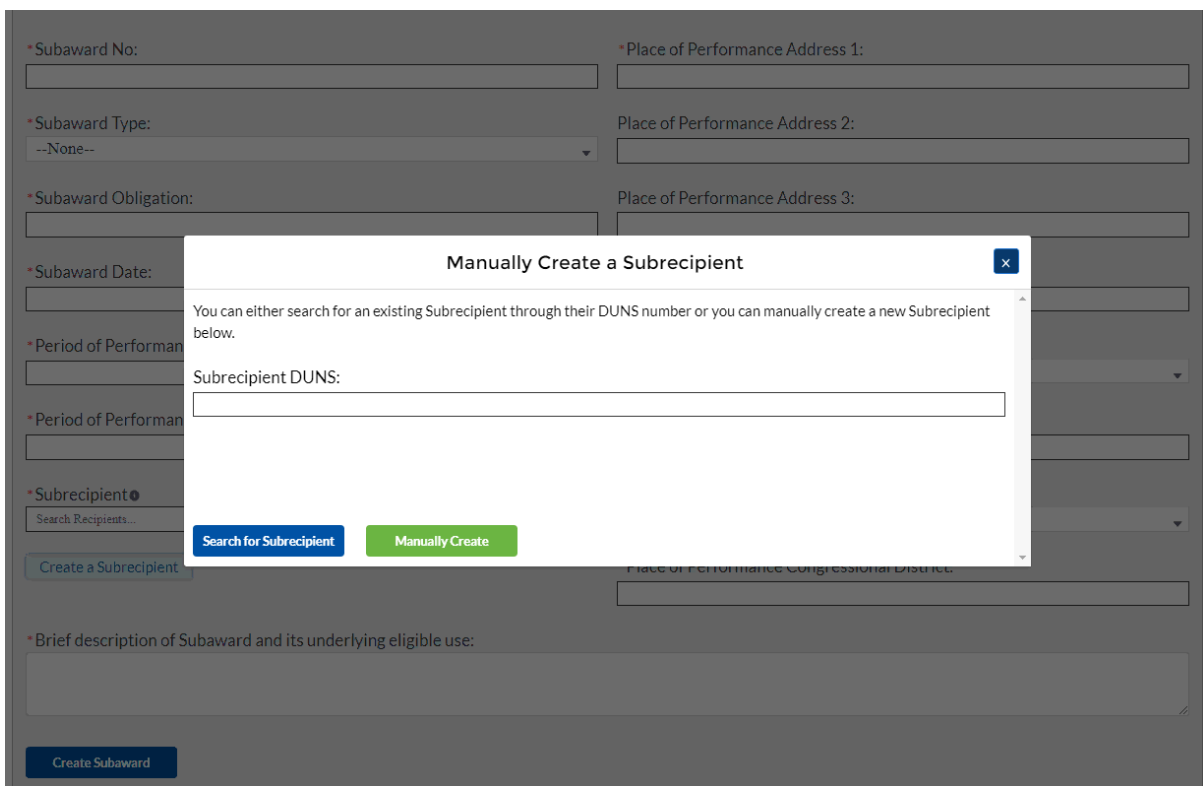 *Subaward No:
*Place of Performance Address 1:
*Subaward Type:
--None--
Place of Performance Address 2:
*Subaward Obligation:
Place of Performance Address 3:
*Subaward Date:
*Period of Performan
*Period of Performan
*Subrecipient
Search Recipients...
Create a Subrecipient
Manually Create a Subrecipient
x
You can either search for an existing Subrecipient through their DUNS number or you can manually create a new Subrecipient
below.
Subrecipient DUNS:
Search for Subrecipient
Manually Create
Place of Performance Congressional District:
*Brief description of Subaward and its underlying eligible use:
Create Subaward